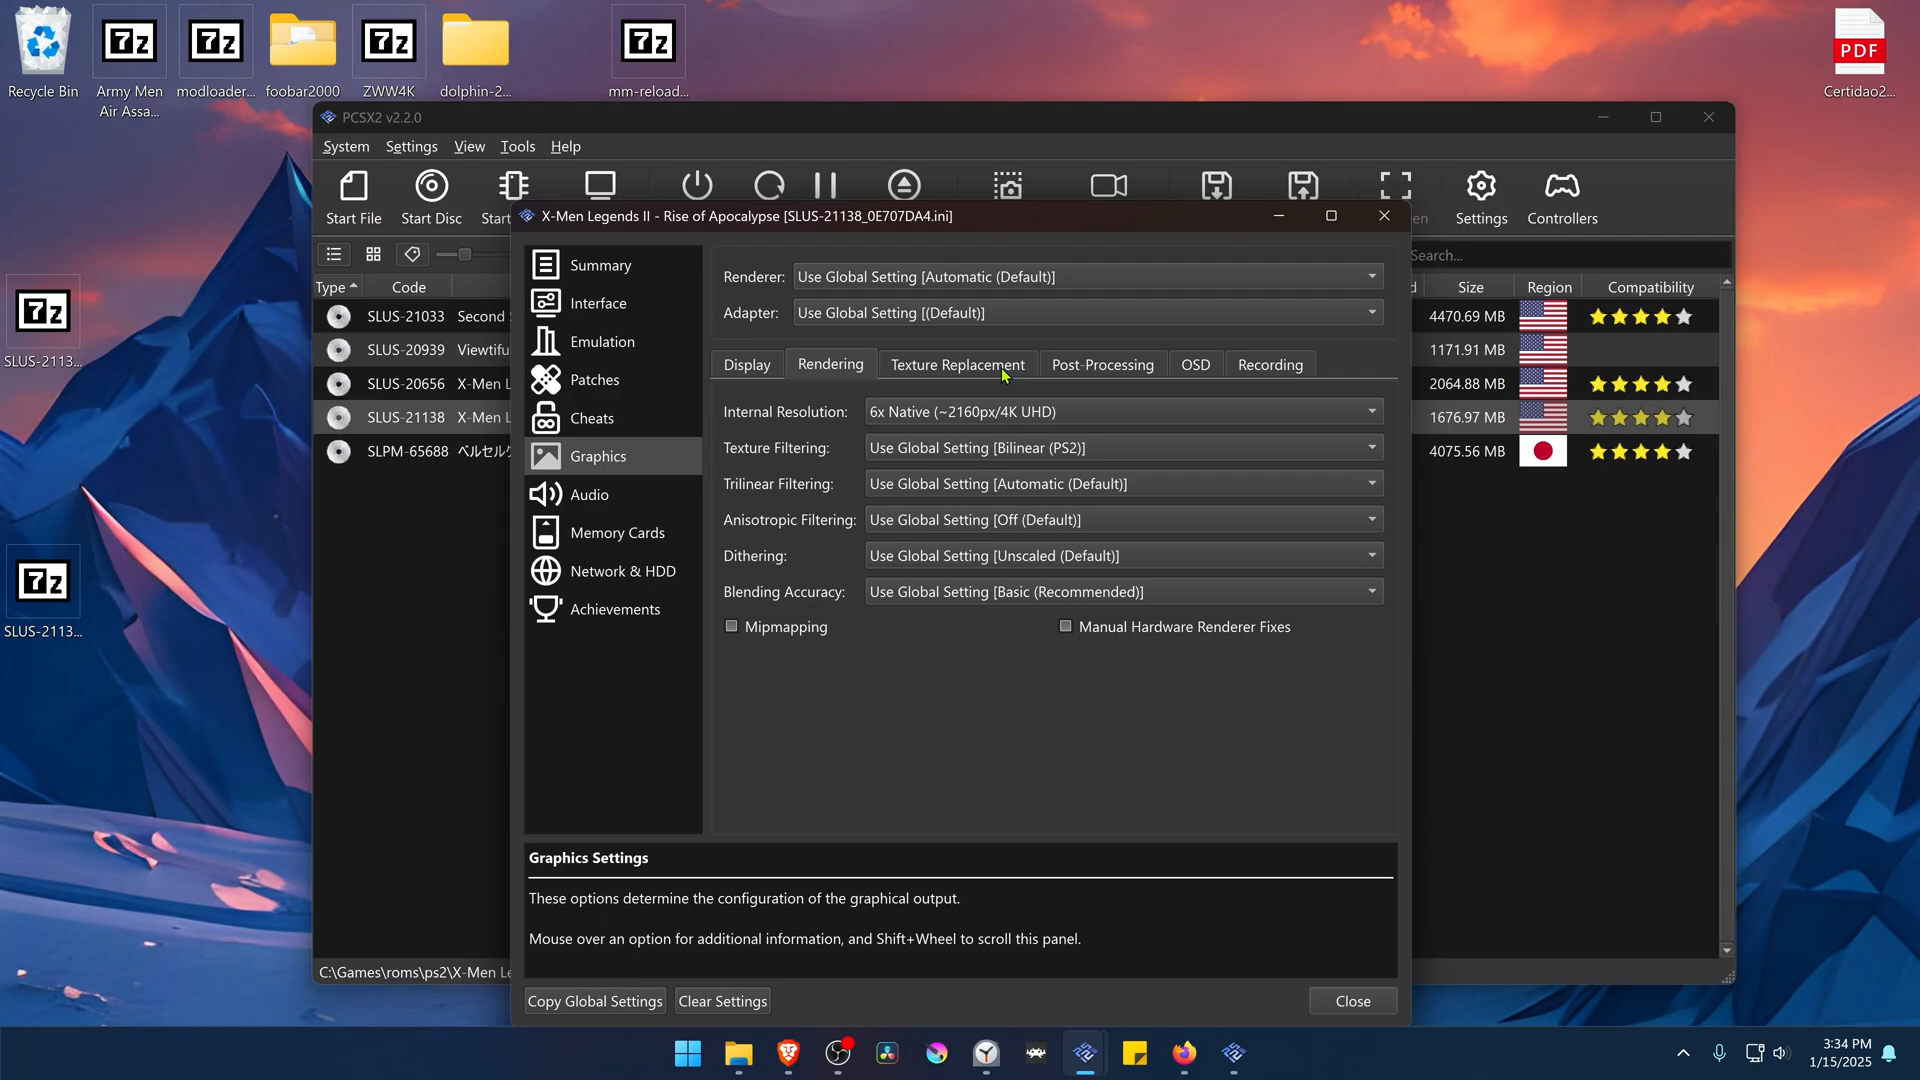 Recycle Bin
Army Men
Air Assa...
modloader...
foobar2000
ZWW4K
dolphin-2...
mm-reload...
PDF
Certidao2...
SLUS-2113...
SLUS-2113...
PCSX2 v2.2.0
System Settings View Tools Help
Start File Start Disc Start Settings Controllers
Search...
Type Code Size Region Compatibility
SLUS-21033 Second 4470.69 MB
SLUS-20939 Viewtifu 1171.91 MB
SLUS-20656 X-Men L 2064.88 MB
SLUS-21138 X-Men L 1676.97 MB
SLPM-65688 ベルセルク 4075.56 MB
C:\Games\roms\ps2\X-Men Le
X-Men Legends II - Rise of Apocalypse [SLUS-21138_0E707DA4.ini]
Summary
Interface
Emulation
Patches
Cheats
Graphics
Audio
Memory Cards
Network & HDD
Achievements
Renderer: Use Global Setting [Automatic (Default)]
Adapter: Use Global Setting [(Default)]
Display Rendering Texture Replacement Post-Processing OSD Recording
Internal Resolution: 6x Native (~2160px/4K UHD)
Texture Filtering: Use Global Setting [Bilinear (PS2)]
Trilinear Filtering: Use Global Setting [Automatic (Default)]
Anisotropic Filtering: Use Global Setting [Off (Default)]
Dithering: Use Global Setting [Unscaled (Default)]
Blending Accuracy: Use Global Setting [Basic (Recommended)]
Mipmapping Manual Hardware Renderer Fixes
Graphics Settings
These options determine the configuration of the graphical output.
Mouse over an option for additional information, and Shift+Wheel to scroll this panel.
Copy Global Settings Clear Settings Close
3:34 PM
1/15/2025